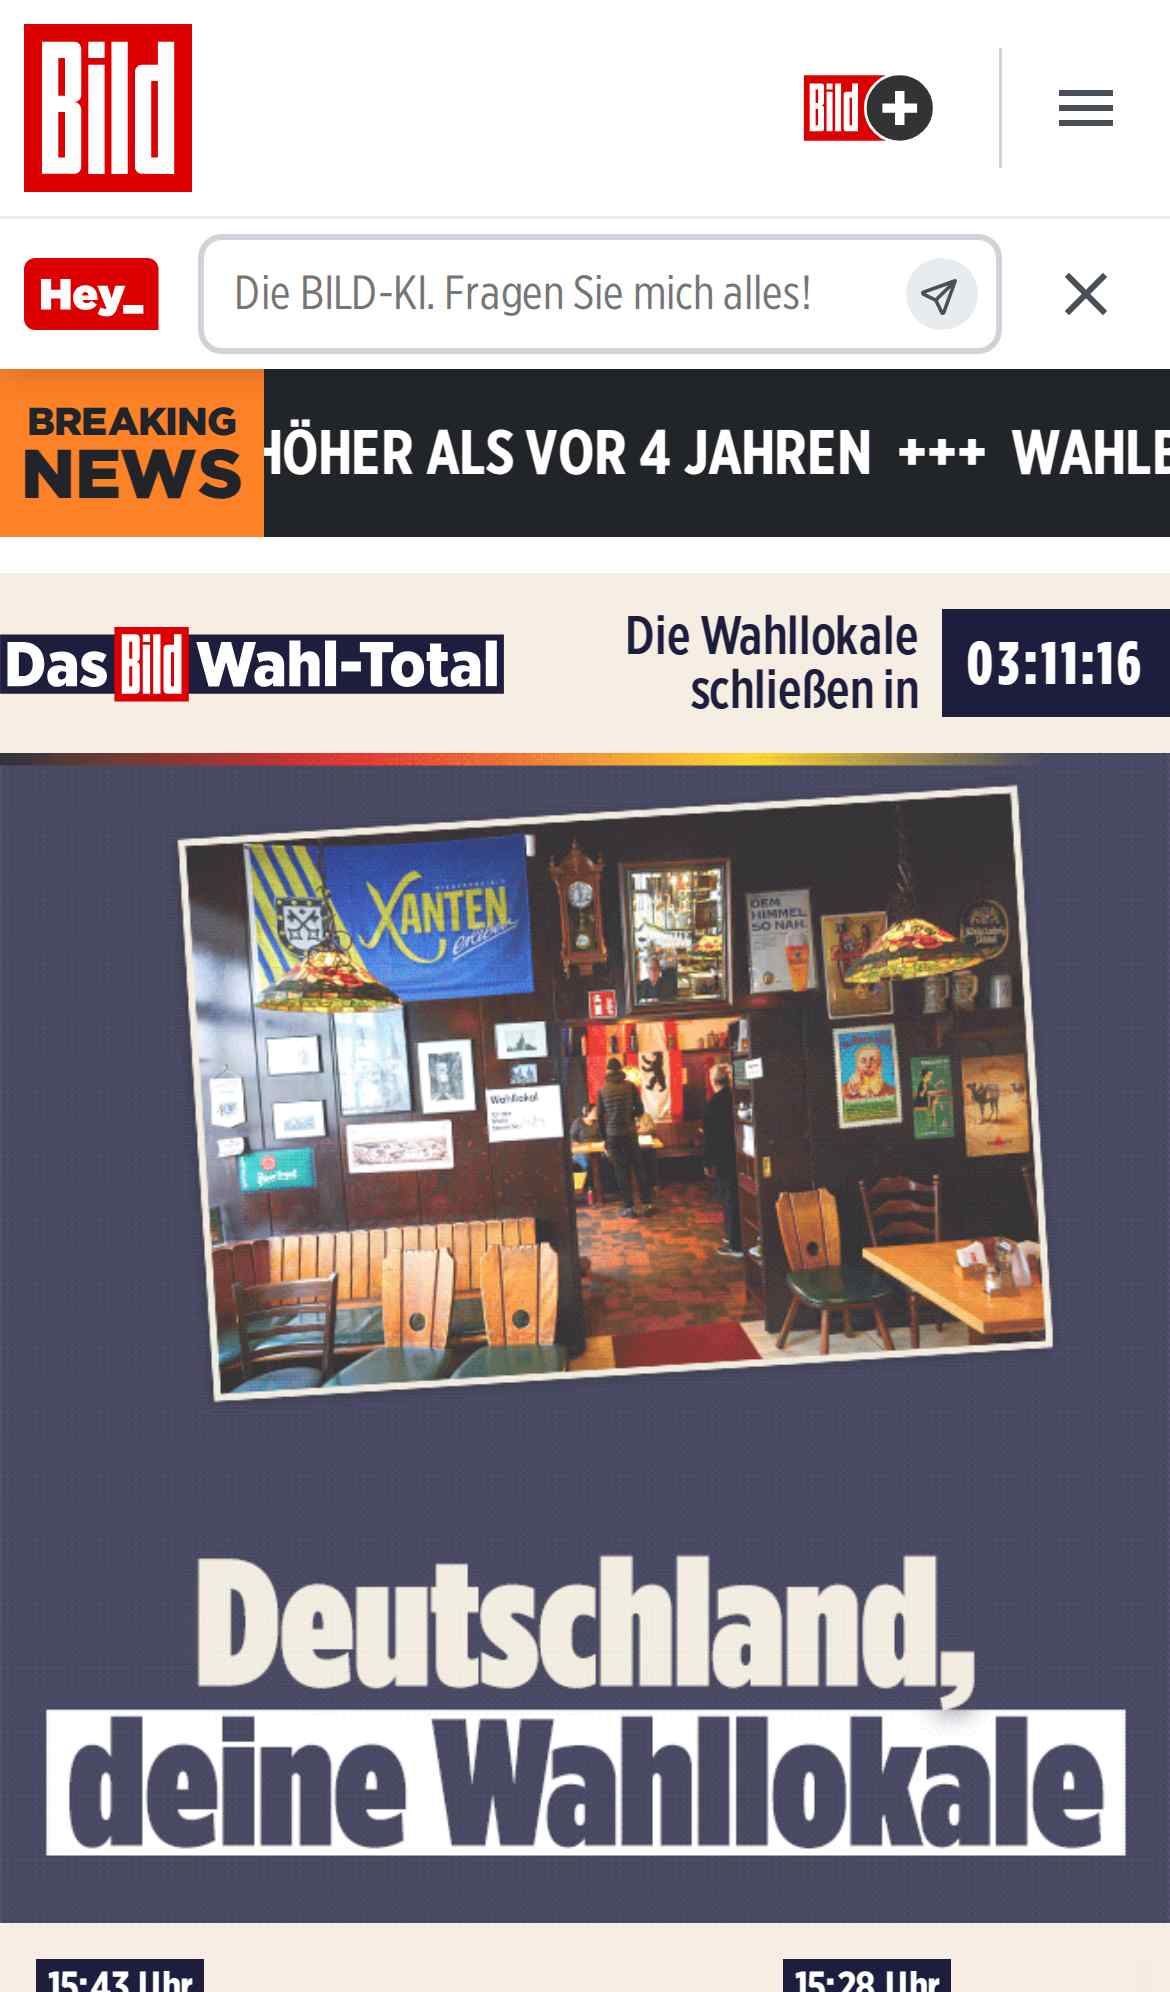 Bild
Bild
Hey_
Die BILD-KI. Fragen Sie mich alles!
BREAKING
NEWS
HÖHER ALS VOR 4 JAHREN +++ WAHLB
Das Bild Wahl-Total
Die Wahllokale
schließen in
03:11:16
XANTEN
erleben
DEM
HIMMEL
SO NAH.
Wahllokal
Deutschland,
deine Wahllokale
15:43 Uhr
15:28 Uhr